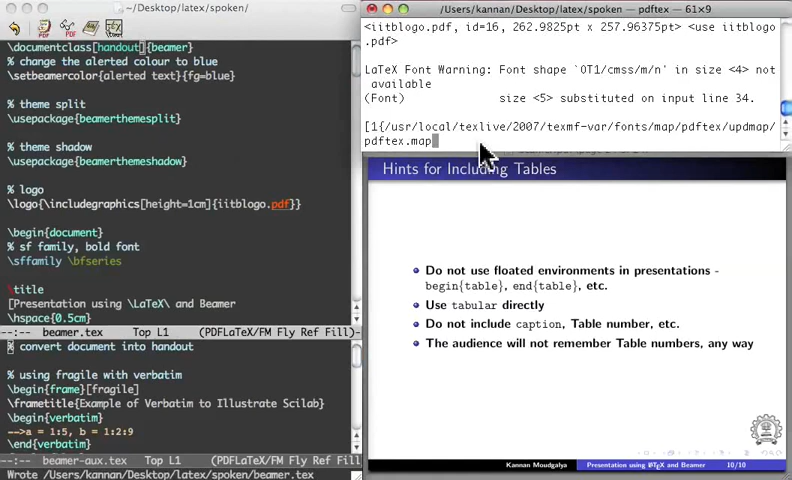 ~/Desktop/latex/spoken/
\documentclass[handout]{beamer}
% change the alerted colour to blue
\setbeamercolor{alerted text}{fg=blue}
% theme split
\usepackage{beamerthemesplit}
% theme shadow
\usepackage{beamerthemeshadow}
% logo
\logo{\includegraphics[height=1cm]{iitblogo.pdf}}
\begin{document}
% sf family, bold font
\sffamily \bfseries
\title
[Presentation using \LaTeX\ and Beamer
\hspace{0.5cm}
--:-- beamer.tex Top L1 (PDFLaTeX/FM Fly Ref Fill)-
% convert document into handout
% using fragile with verbatim
\begin{frame}[fragile]
\frametitle{Example of Verbatim to Illustrate Scilab}
\begin{verbatim}
-->a = 1:5, b = 1:2:9
\end{verbatim}
--:-- beamer-aux.tex Top L1 (PDFLaTeX/FM Fly Ref Fill
Wrote /Users/kannan/Desktop/latex/spoken/beamer.tex
/Users/kannan/Desktop/latex/spoken — pdftex — 61×9
<iitblogo.pdf, id=16, 262.9825pt x 257.96375pt> <use iitblogo
.pdf>
LaTeX Font Warning: Font shape `OT1/cmss/m/n' in size <4> not
available
(Font) size <5> substituted on input line 34.
[1{/usr/local/texlive/2007/texmf-var/fonts/map/pdftex/updmap/
pdftex.map
Hints for Including Tables
Do not use floated environments in presentations -
begin{table}, end{table}, etc.
Use tabular directly
Do not include caption, Table number, etc.
The audience will not remember Table numbers, any way
Kannan Moudgalya Presentation using LaTeX and Beamer 10/10